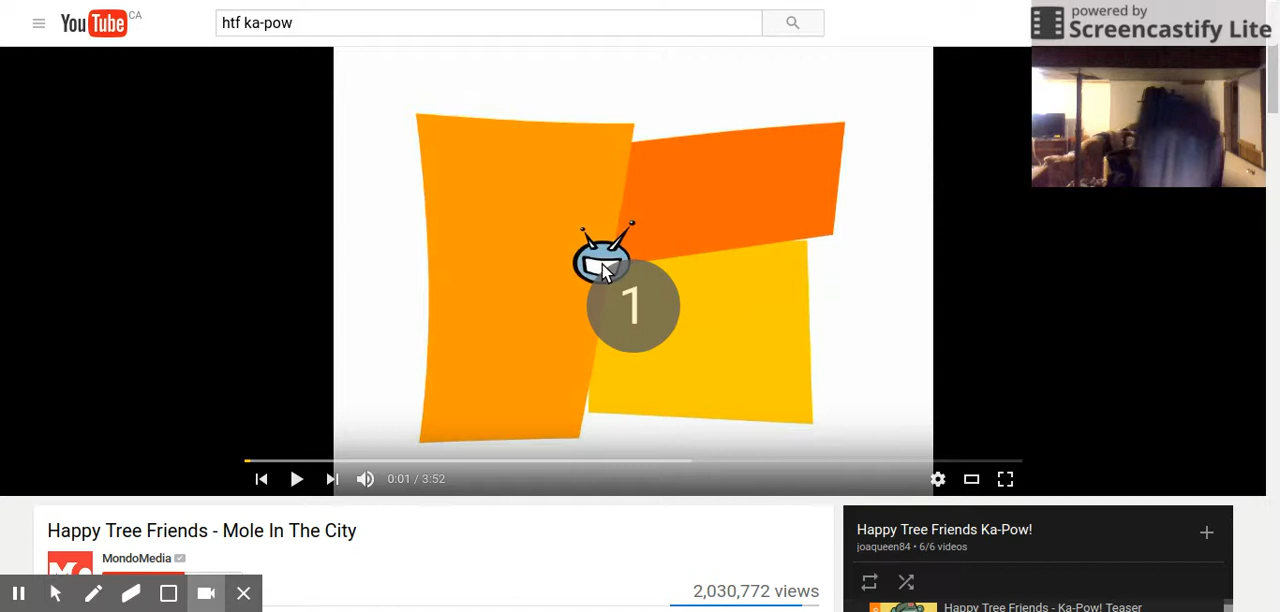 YouTube CA
htf ka-pow
powered by
Screencastify Lite
1
0:01 / 3:52
Happy Tree Friends - Mole In The City
MondoMedia
2,030,772 views
Happy Tree Friends Ka-Pow!
joaqueen84 • 6/6 videos
Happy Tree Friends - Ka-Pow! Teaser